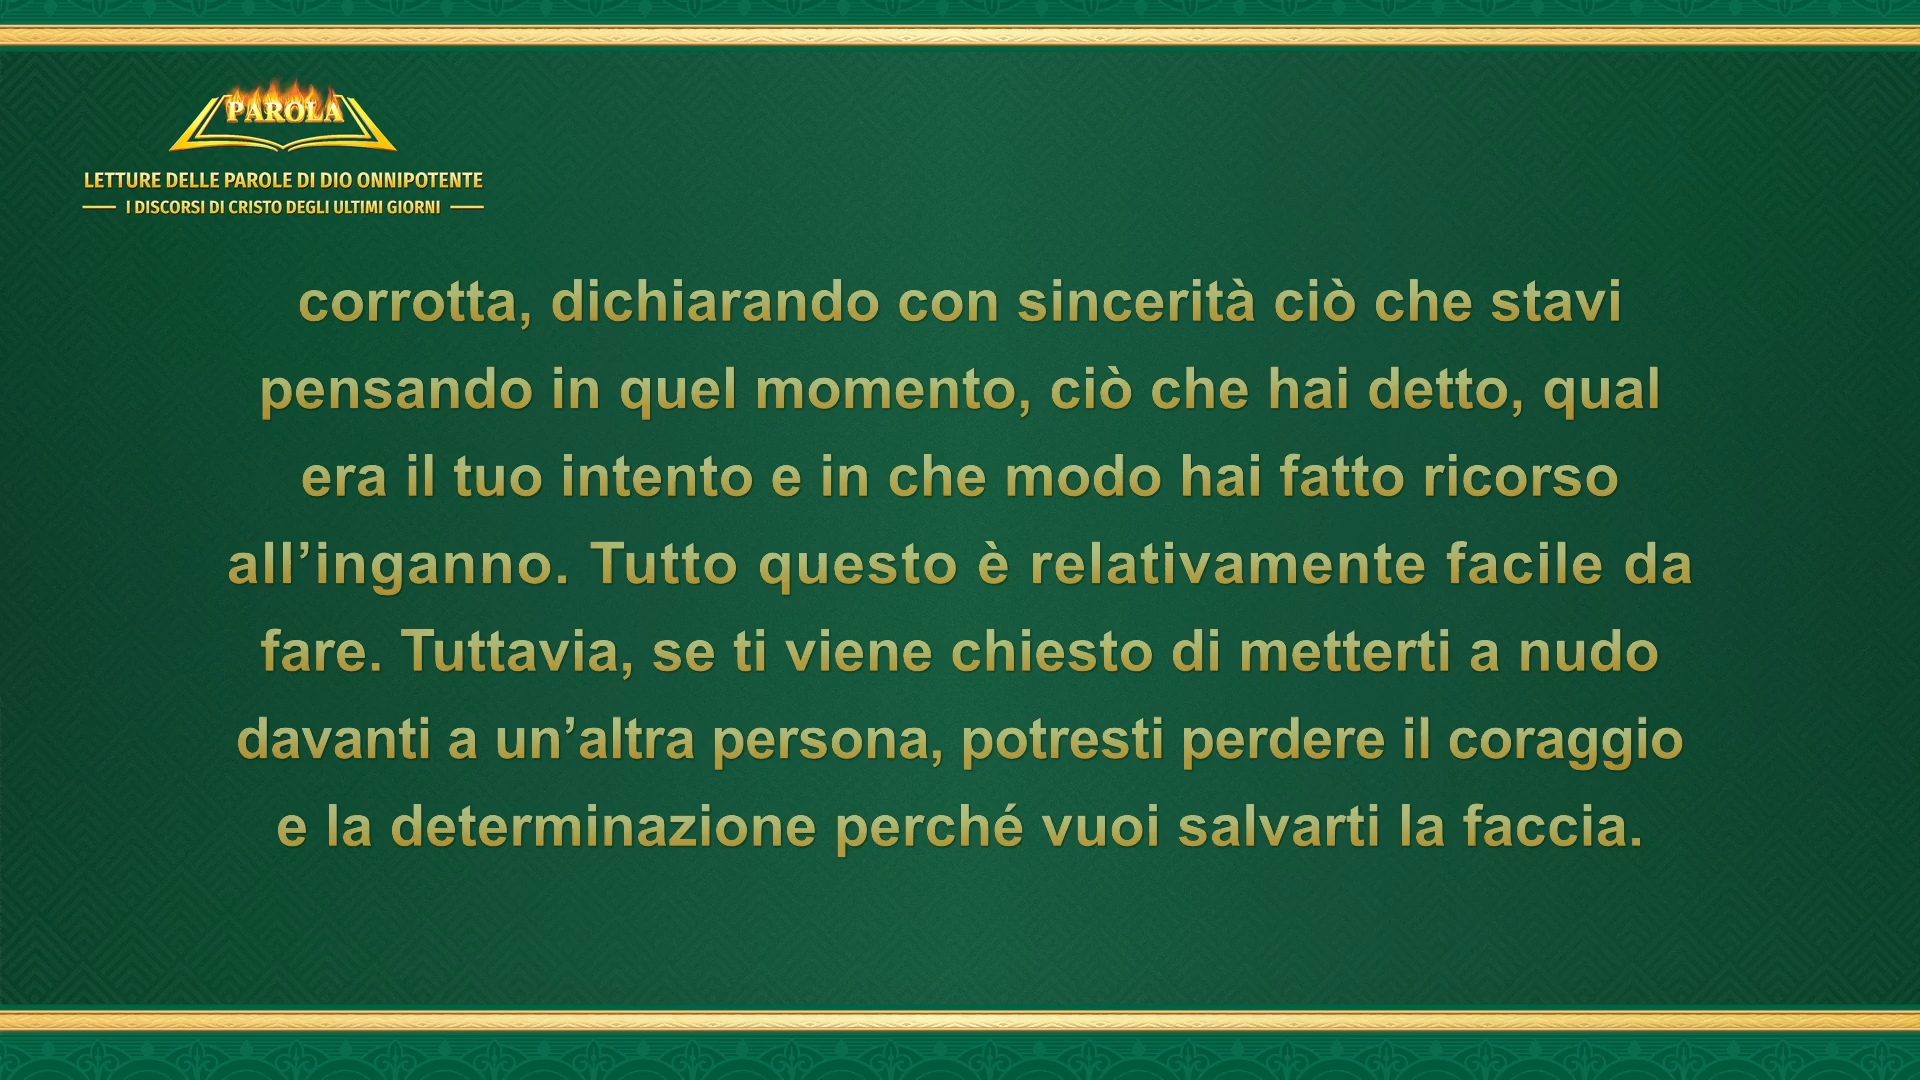 PAROLA
LETTURE DELLE PAROLE DI DIO ONNIPOTENTE
I DISCORSI DI CRISTO DEGLI ULTIMI GIORNI
corrotta, dichiarando con sincerità ciò che stavi
pensando in quel momento, ciò che hai detto, qual
era il tuo intento e in che modo hai fatto ricorso
all’inganno. Tutto questo è relativamente facile da
fare. Tuttavia, se ti viene chiesto di metterti a nudo
davanti a un’altra persona, potresti perdere il coraggio
e la determinazione perché vuoi salvarti la faccia.